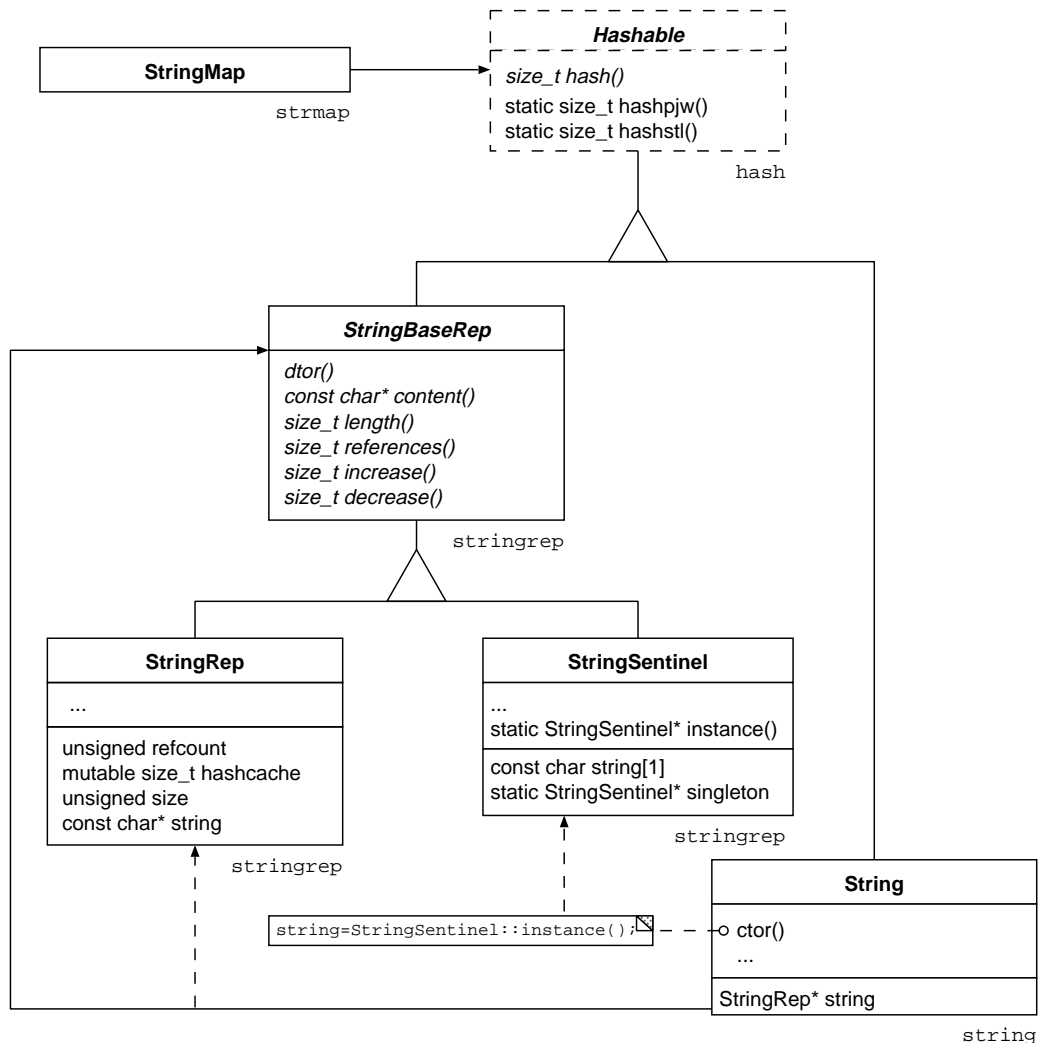 Hashable
size_t hash()
static size_t hashpjw()
static size_t hashstl()
hash
StringMap
strmap
StringBaseRep
dtor()
const char* content()
size_t length()
size_t references()
size_t increase()
size_t decrease()
stringrep
StringRep
...
unsigned refcount
mutable size_t hashcache
unsigned size
const char* string
stringrep
StringSentinel
...
static StringSentinel* instance()
const char string[1]
static StringSentinel* singleton
stringrep
string=StringSentinel::instance();
String
ctor()
...
StringRep* string
string